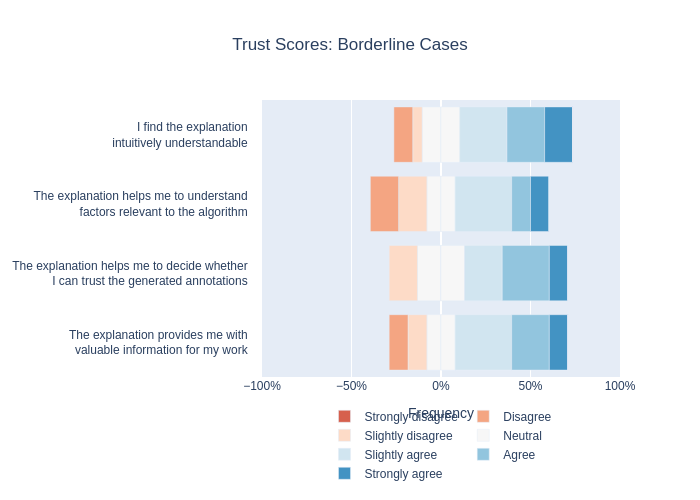 Trust Scores: Borderline Cases
I find the explanation
intuitively understandable
The explanation helps me to understand
factors relevant to the algorithm
The explanation helps me to decide whether
I can trust the generated annotations
The explanation provides me with
valuable information for my work
−100%
−50%
0%
50%
100%
Frequency
Strongly disagree
Disagree
Slightly disagree
Neutral
Slightly agree
Agree
Strongly agree